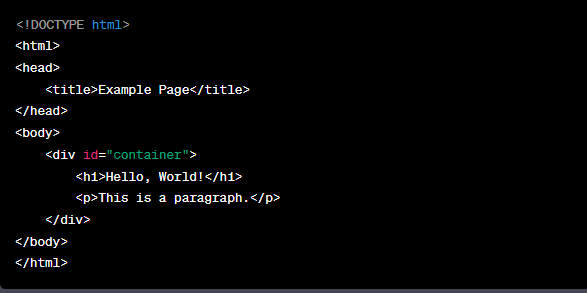 <!DOCTYPE html>
<html>
<head>
    <title>Example Page</title>
</head>
<body>
    <div id="container">
        <h1>Hello, World!</h1>
        <p>This is a paragraph.</p>
    </div>
</body>
</html>